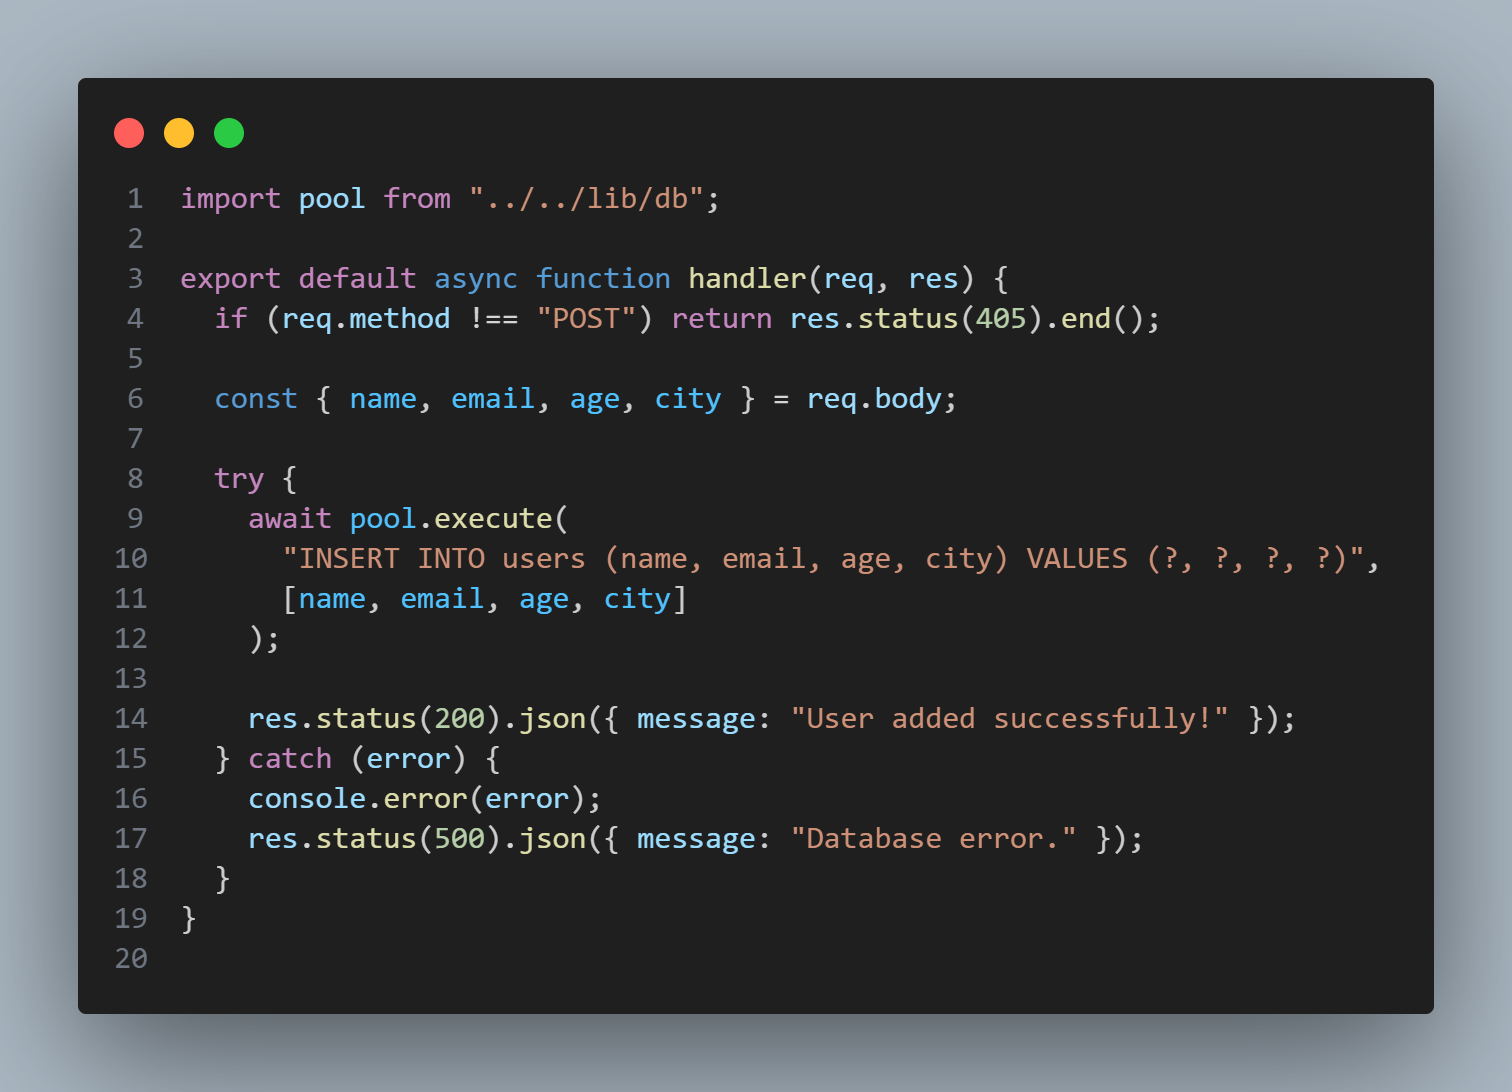 1 import pool from "../../lib/db";
2
3 export default async function handler(req, res) {
4   if (req.method !== "POST") return res.status(405).end();
5
6   const { name, email, age, city } = req.body;
7
8   try {
9     await pool.execute(
10       "INSERT INTO users (name, email, age, city) VALUES (?, ?, ?, ?)",
11       [name, email, age, city]
12     );
13
14     res.status(200).json({ message: "User added successfully!" });
15   } catch (error) {
16     console.error(error);
17     res.status(500).json({ message: "Database error." });
18   }
19 }
20